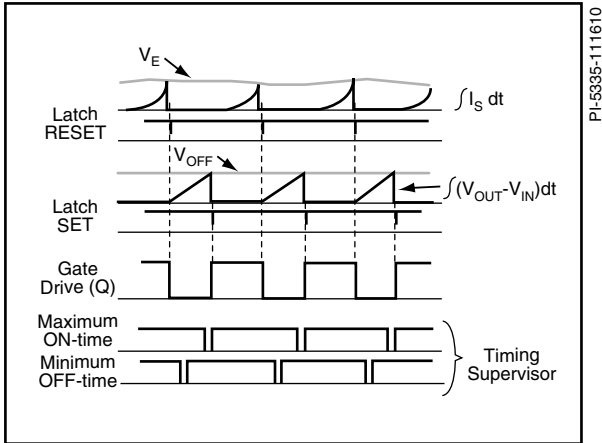 V_E
∫I_S dt
Latch
RESET
V_OFF
∫(V_OUT-V_IN)dt
Latch
SET
Gate
Drive (Q)
Maximum
ON-time
Minimum
OFF-time
Timing
Supervisor
PI-5335-111610